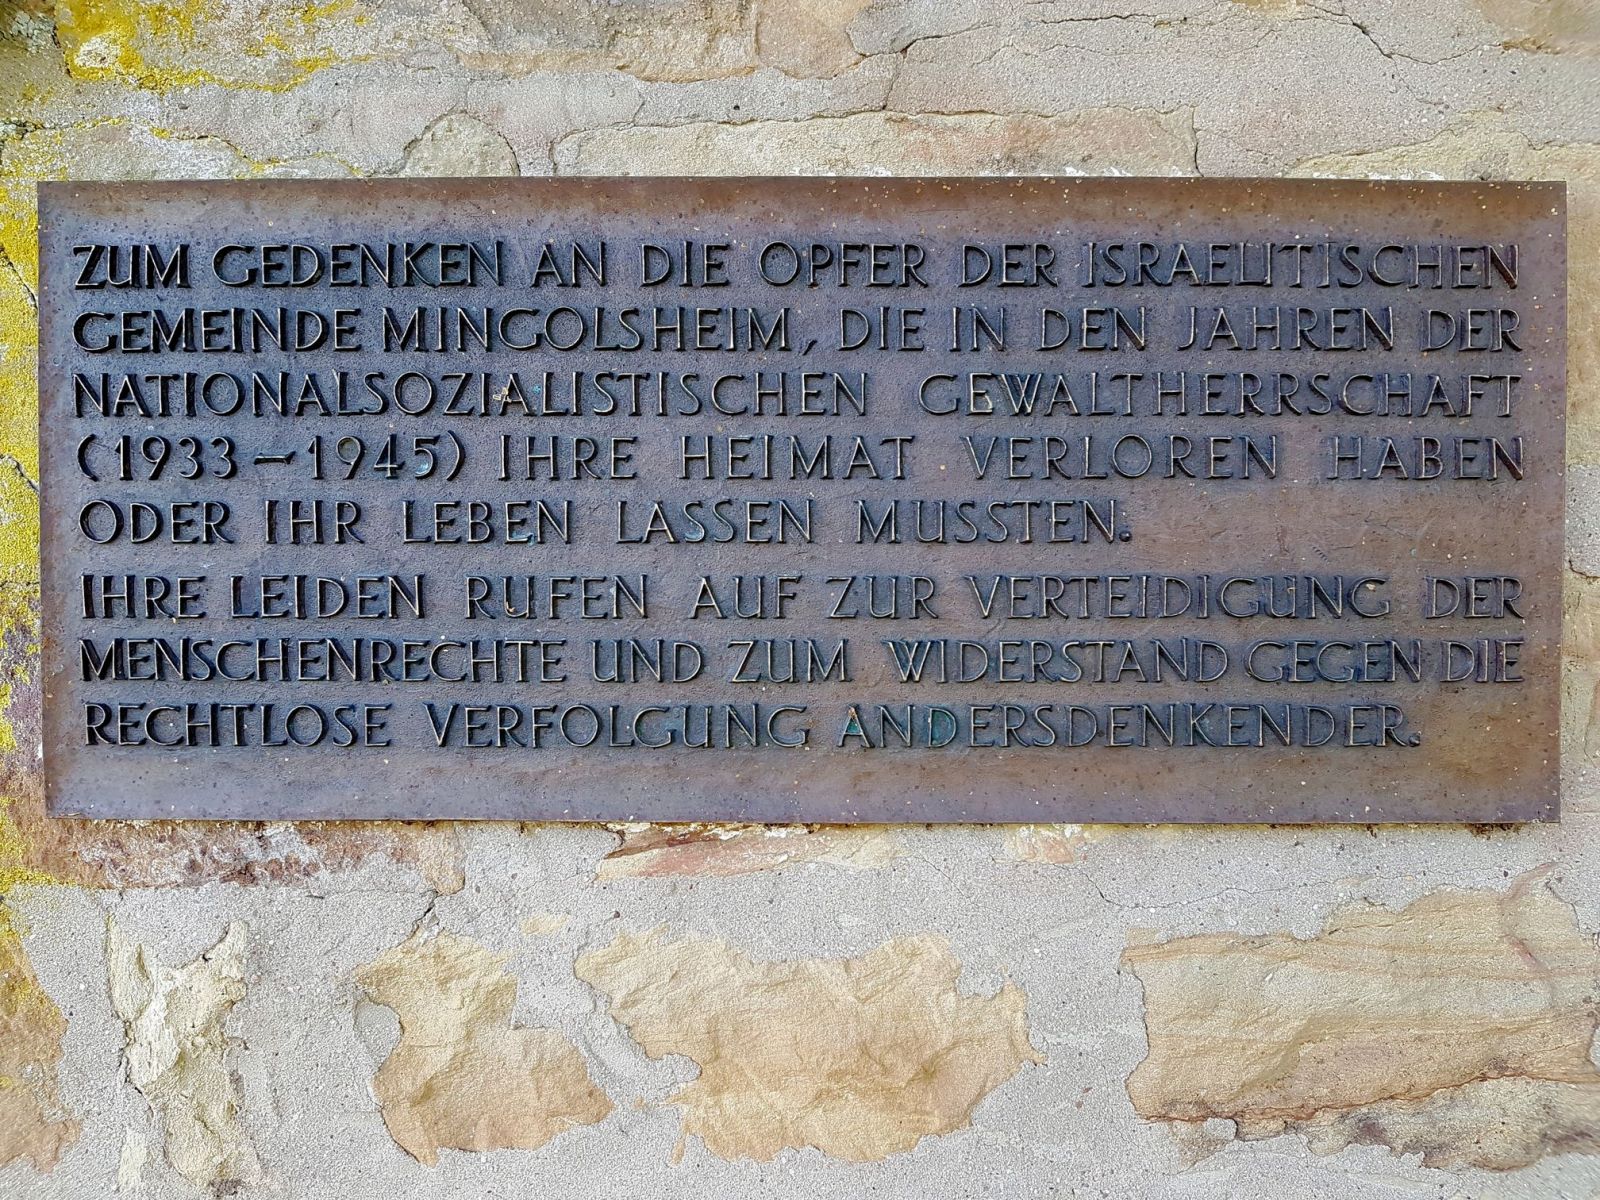 ZUM GEDENKEN AN DIE OPFER DER ISRAELITISCHEN
GEMEINDE MINGOLSHEIM, DIE IN DEN JAHREN DER
NATIONALSOZIALISTISCHEN GEWALTHERRSCHAFT
(1933–1945) IHRE HEIMAT VERLOREN HABEN
ODER IHR LEBEN LASSEN MUSSTEN.
IHRE LEIDEN RUFEN AUF ZUR VERTEIDIGUNG DER
MENSCHENRECHTE UND ZUM WIDERSTAND GEGEN DIE
RECHTLOSE VERFOLGUNG ANDERSDENKENDER.